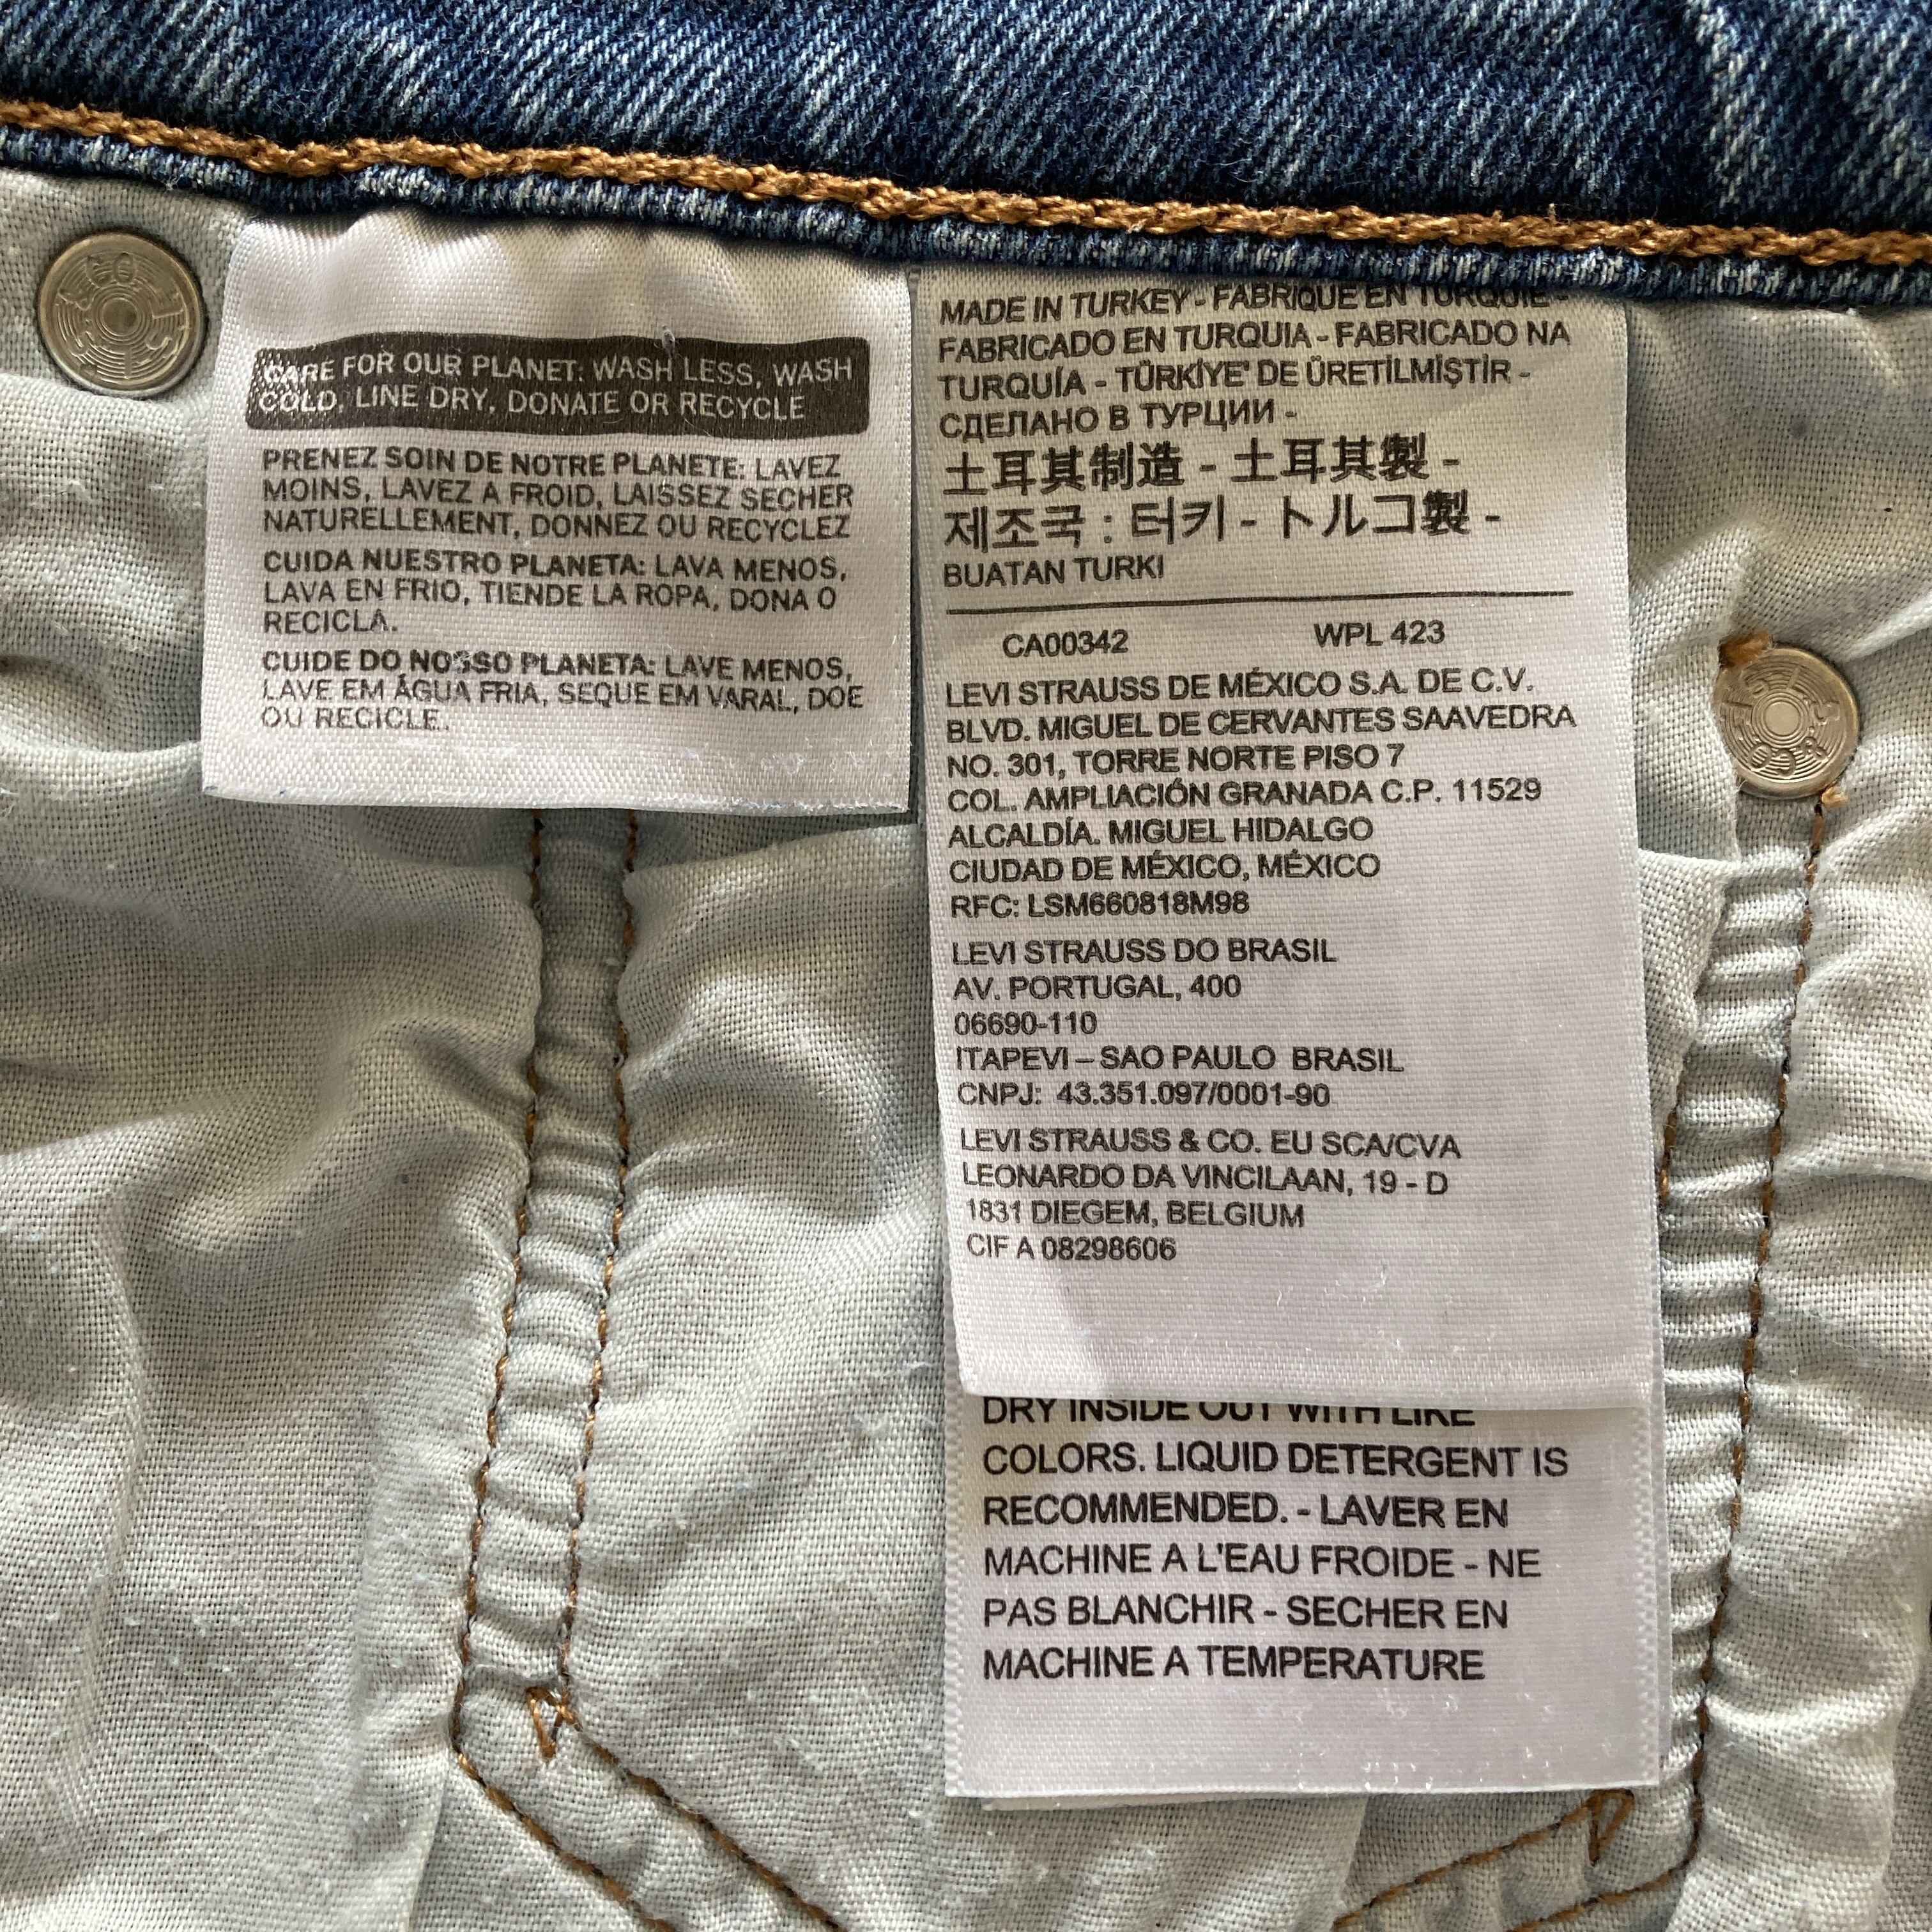 CARE FOR OUR PLANET: WASH LESS, WASH
COLD, LINE DRY, DONATE OR RECYCLE
PRENEZ SOIN DE NOTRE PLANETE: LAVEZ
MOINS, LAVEZ A FROID, LAISSEZ SECHER
NATURELLEMENT, DONNEZ OU RECYCLEZ
CUIDA NUESTRO PLANETA: LAVA MENOS,
LAVA EN FRIO, TIENDE LA ROPA, DONA O
RECICLA.
CUIDE DO NOSSO PLANETA: LAVE MENOS,
LAVE EM ÁGUA FRIA, SEQUE EM VARAL, DOE
OU RECICLE.
MADE IN TURKEY - FABRIQUE EN TURQUIE -
FABRICADO EN TURQUIA - FABRICADO NA
TURQUÍA - TÜRKİYE' DE ÜRETİLMİŞTİR -
СДЕЛАНО В ТУРЦИИ -
土耳其制造 - 土耳其製 -
제조국 : 터키 - トルコ製 -
BUATAN TURKI
CA00342 WPL 423
LEVI STRAUSS DE MÉXICO S.A. DE C.V.
BLVD. MIGUEL DE CERVANTES SAAVEDRA
NO. 301, TORRE NORTE PISO 7
COL. AMPLIACIÓN GRANADA C.P. 11529
ALCALDÍA. MIGUEL HIDALGO
CIUDAD DE MÉXICO, MÉXICO
RFC: LSM660818M98
LEVI STRAUSS DO BRASIL
AV. PORTUGAL, 400
06690-110
ITAPEVI – SAO PAULO BRASIL
CNPJ: 43.351.097/0001-90
LEVI STRAUSS & CO. EU SCA/CVA
LEONARDO DA VINCILAAN, 19 - D
1831 DIEGEM, BELGIUM
CIF A 08298606
DRY INSIDE OUT WITH LIKE
COLORS. LIQUID DETERGENT IS
RECOMMENDED. - LAVER EN
MACHINE A L'EAU FROIDE - NE
PAS BLANCHIR - SECHER EN
MACHINE A TEMPERATURE